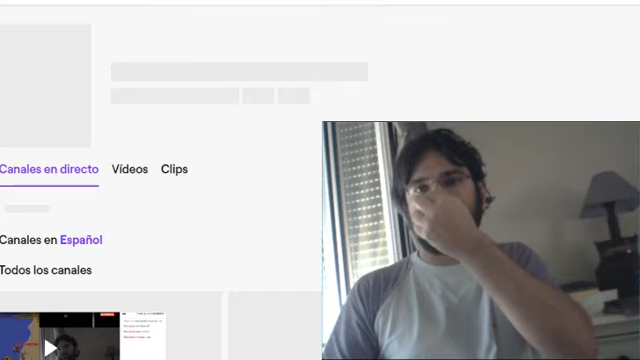 Canales en directo Vídeos Clips
Canales en Español
Todos los canales